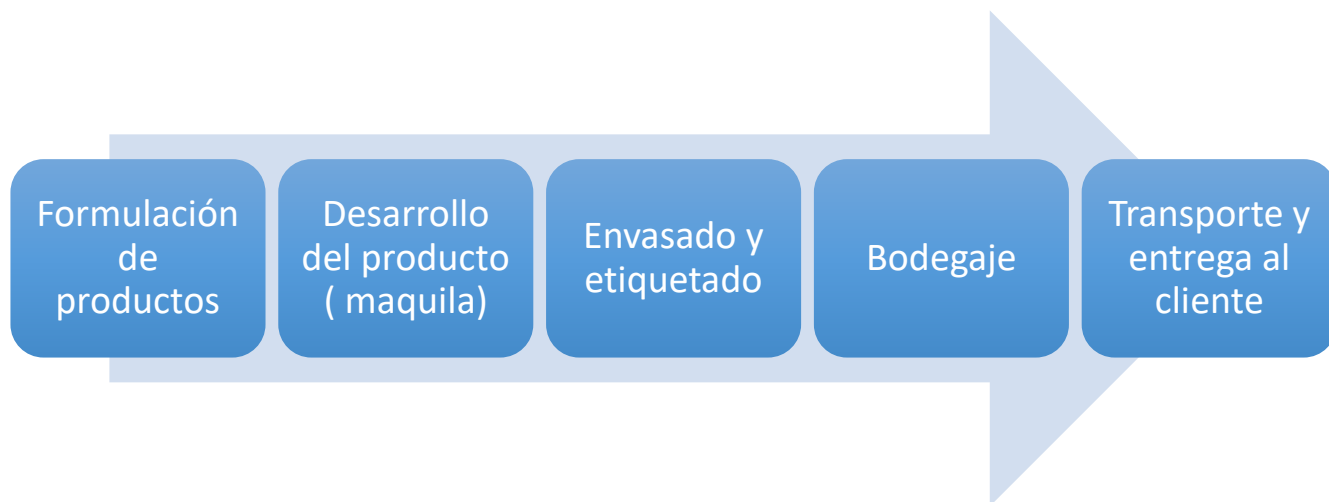 Formulación
de
productos
Desarrollo
del producto
( maquila)
Envasado y
etiquetado
Bodegaje
Transporte y
entrega al
cliente